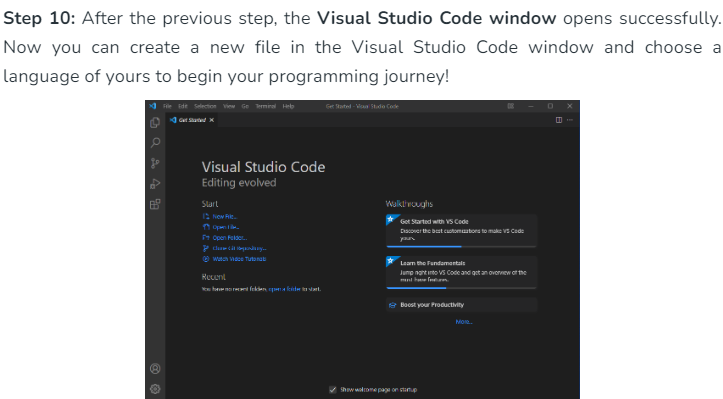 Step 10: After the previous step, the Visual Studio Code window opens successfully.
Now you can create a new file in the Visual Studio Code window and choose a
language of yours to begin your programming journey!
File Edit Selection View Go Terminal Help
Get Started - Visual Studio Code
Get Started
Visual Studio Code
Editing evolved
Start
New File...
Open File...
Open Folder...
Clone Git Repository...
Watch Video Tutorials
Recent
You have no recent folders, open a folder to start.
Walkthroughs
Get Started with VS Code
Discover the best customizations to make VS Code
yours.
Learn the Fundamentals
Jump right into VS Code and get an overview of the
must-have features.
Boost your Productivity
More...
Show welcome page on startup